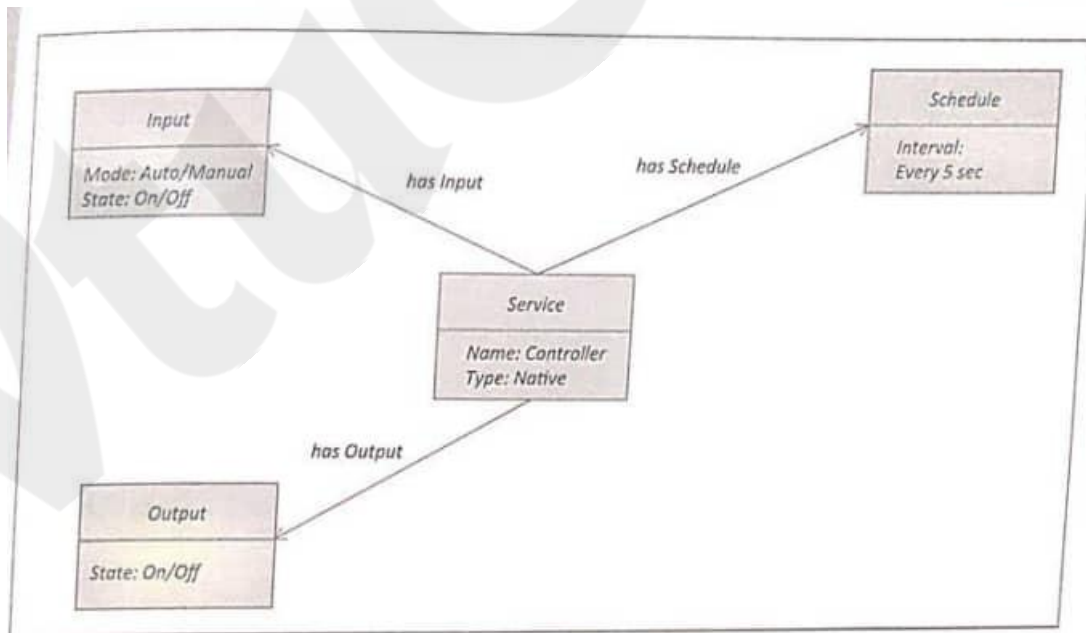 Input
Mode: Auto/Manual
State: On/Off
has Input
has Schedule
Schedule
Interval:
Every 5 sec
Service
Name: Controller
Type: Native
has Output
Output
State: On/Off